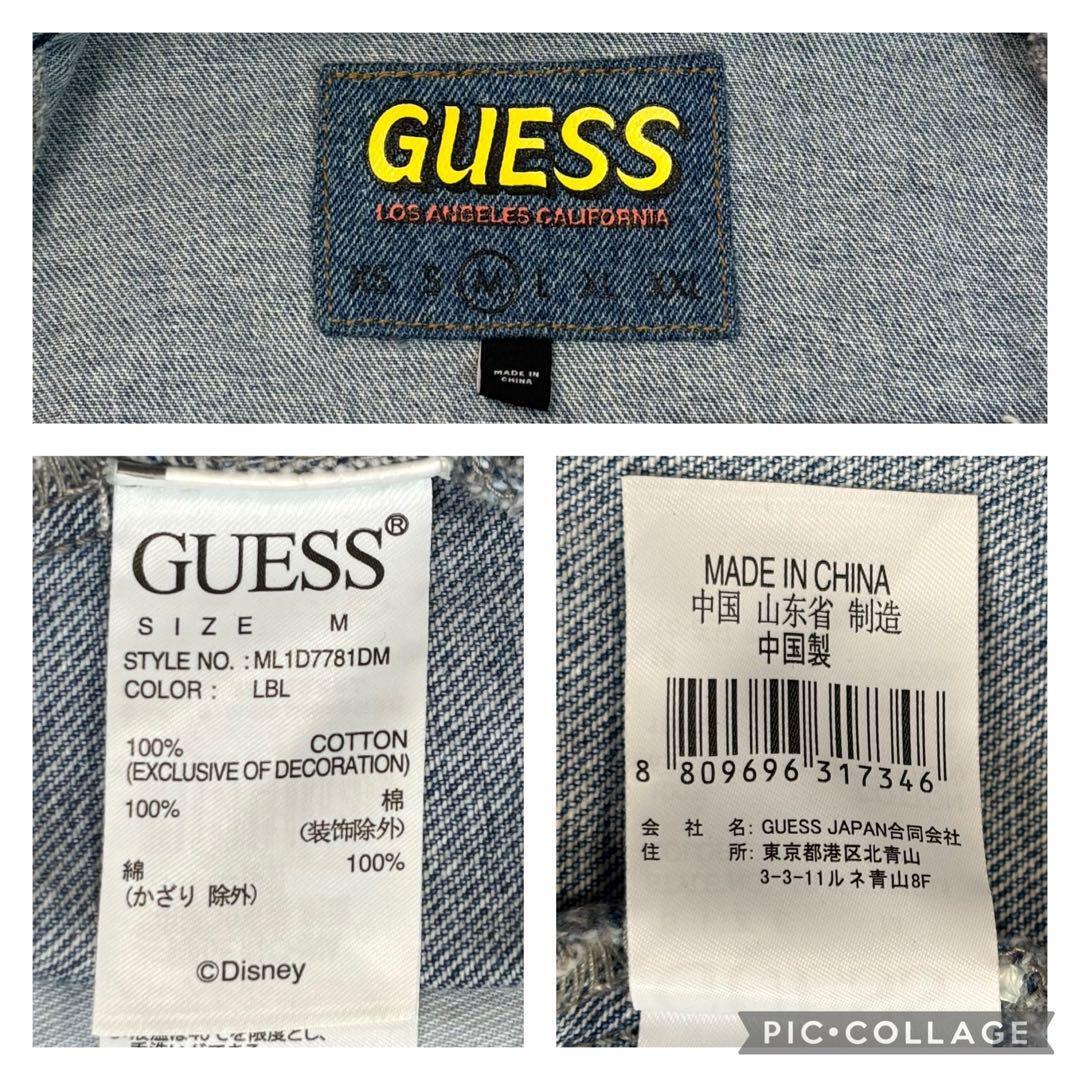 GUESS
LOS ANGELES CALIFORNIA
XS S M L XL XXL
MADE IN
CHINA
GUESS®
SIZE M
STYLE NO. : ML1D7781DM
COLOR : LBL
100% COTTON
(EXCLUSIVE OF DECORATION)
100% 棉
(装饰除外)
綿 100%
(かざり 除外)
©Disney
MADE IN CHINA
中国 山东省 制造
中国製
8 809696 317346
会 社 名: GUESS JAPAN合同会社
住 所: 東京都港区北青山
3-3-11ルネ青山8F
PIC•COLLAGE